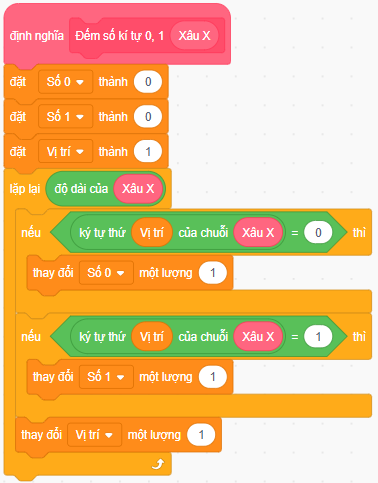 định nghĩa Đếm số kí tự 0, 1 Xâu X
đặt Số 0 thành 0
đặt Số 1 thành 0
đặt Vị trí thành 1
lặp lại độ dài của Xâu X
nếu ký tự thứ Vị trí của chuỗi Xâu X = 0 thì
thay đổi Số 0 một lượng 1
nếu ký tự thứ Vị trí của chuỗi Xâu X = 1 thì
thay đổi Số 1 một lượng 1
thay đổi Vị trí một lượng 1